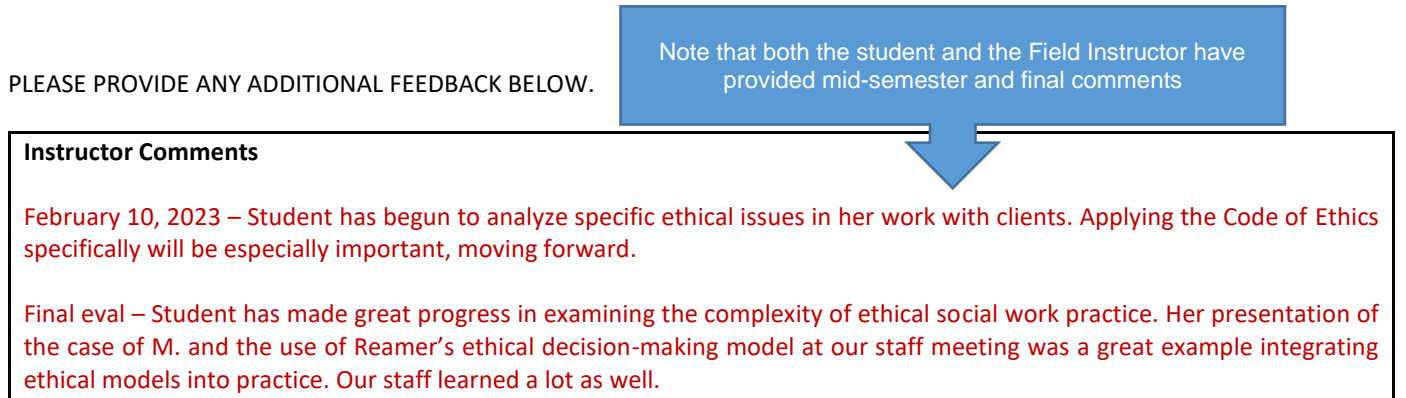 Note that both the student and the Field Instructor have
provided mid-semester and final comments
PLEASE PROVIDE ANY ADDITIONAL FEEDBACK BELOW.
Instructor Comments
February 10, 2023 – Student has begun to analyze specific ethical issues in her work with clients. Applying the Code of Ethics
specifically will be especially important, moving forward.
Final eval – Student has made great progress in examining the complexity of ethical social work practice. Her presentation of
the case of M. and the use of Reamer’s ethical decision-making model at our staff meeting was a great example integrating
ethical models into practice. Our staff learned a lot as well.